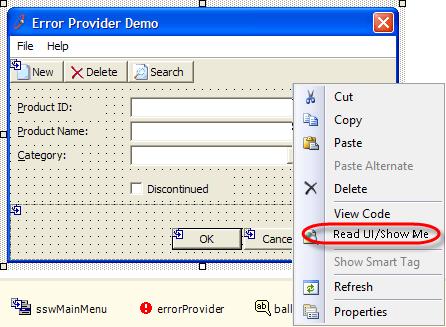 Error Provider Demo
File Help
New Delete Search
Product ID:
Product Name:
Category:
Discontinued
OK Cance
Cut
Copy
Paste
Paste Alternate
Delete
View Code
Read UI/Show Me
Show Smart Tag
Refresh
Properties
sswMainMenu errorProvider ball